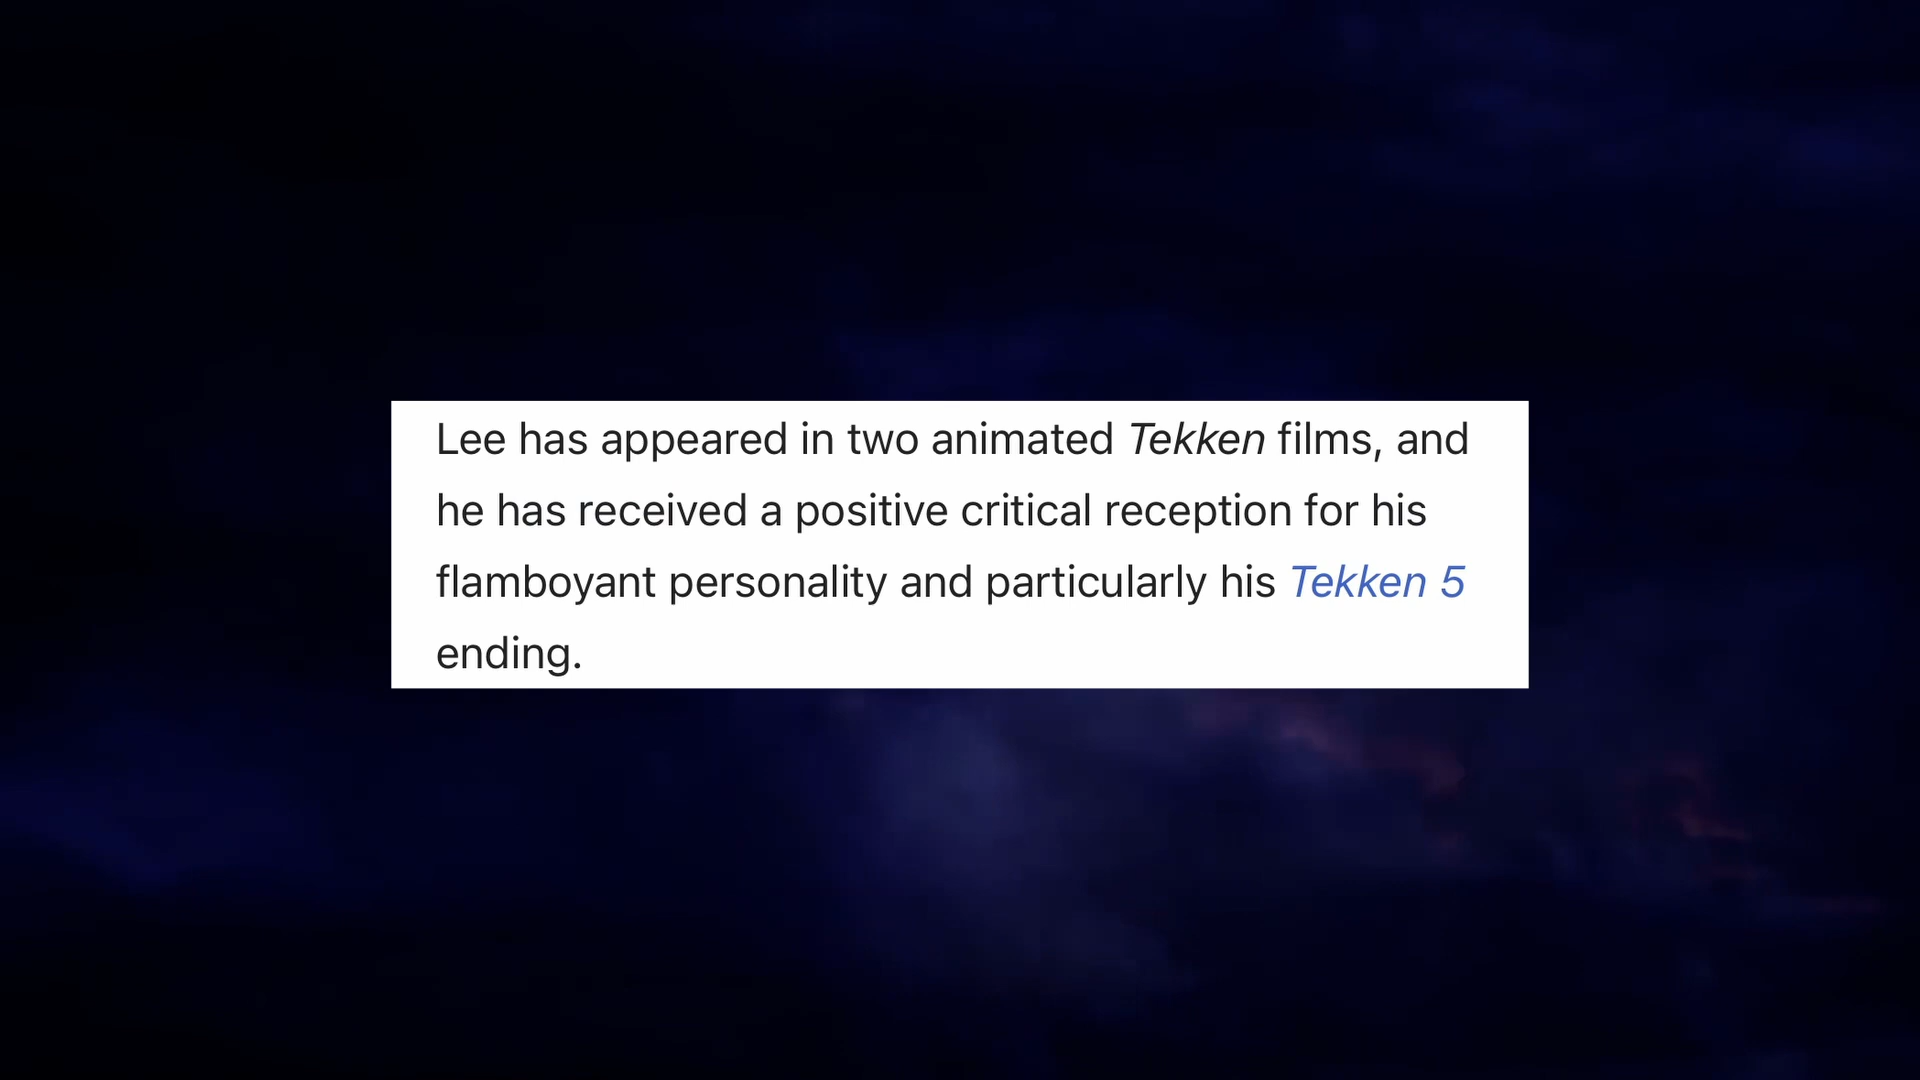 Lee has appeared in two animated Tekken films, and
he has received a positive critical reception for his
flamboyant personality and particularly his Tekken 5
ending.